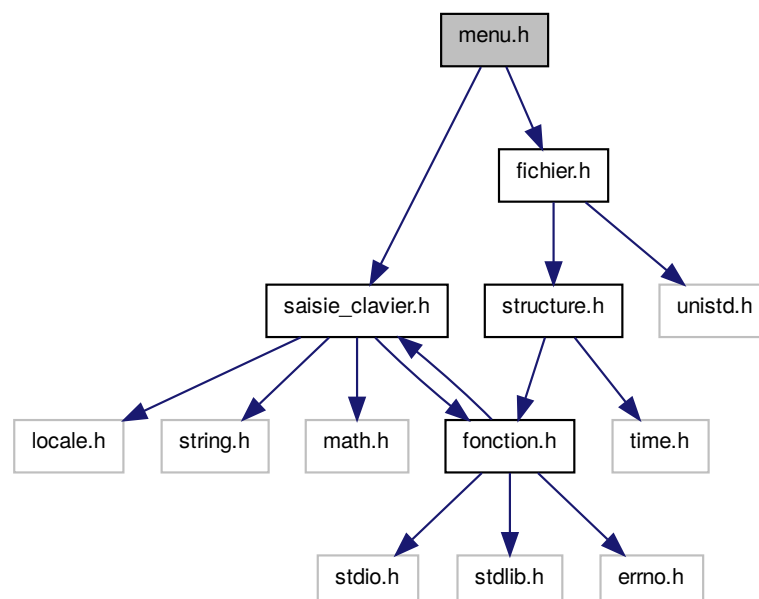 menu.h
fichier.h
saisie_clavier.h
structure.h
unistd.h
locale.h
string.h
math.h
fonction.h
time.h
stdio.h
stdlib.h
errno.h